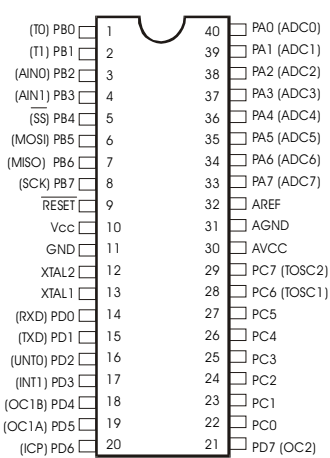 (T0) PB0 1 40 PA0 (ADC0)
(T1) PB1 2 39 PA1 (ADC1)
(AIN0) PB2 3 38 PA2 (ADC2)
(AIN1) PB3 4 37 PA3 (ADC3)
(SS) PB4 5 36 PA4 (ADC4)
(MOSI) PB5 6 35 PA5 (ADC5)
(MISO) PB6 7 34 PA6 (ADC6)
(SCK) PB7 8 33 PA7 (ADC7)
RESET 9 32 AREF
Vcc 10 31 AGND
GND 11 30 AVCC
XTAL2 12 29 PC7 (TOSC2)
XTAL1 13 28 PC6 (TOSC1)
(RXD) PD0 14 27 PC5
(TXD) PD1 15 26 PC4
(UNT0) PD2 16 25 PC3
(INT1) PD3 17 24 PC2
(OC1B) PD4 18 23 PC1
(OC1A) PD5 19 22 PC0
(ICP) PD6 20 21 PD7 (OC2)